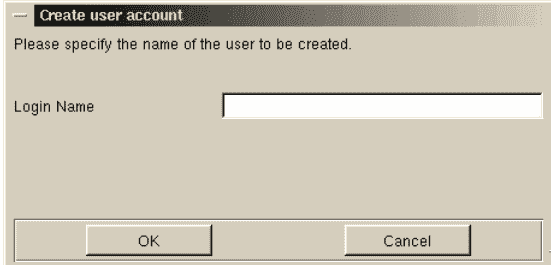 Create user account
Please specify the name of the user to be created.
Login Name
OK
Cancel